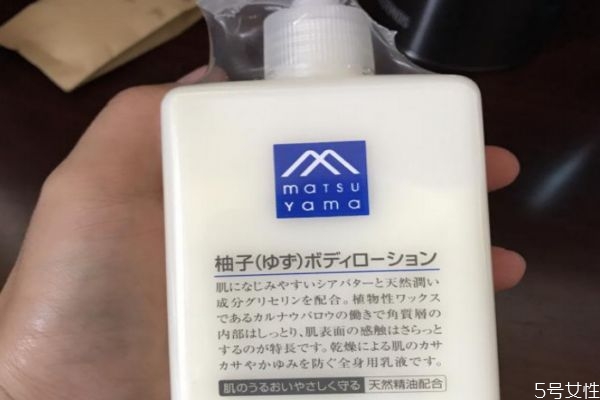 maTSU
yama
柚子(ゆず)ボディローション
肌になじみやすいシアバターと天然潤い
成分グリセリンを配合。植物性ワックス
であるカルナウバロウの働きで角質層の
内部はしっとり、肌表面の感触はさらっと
するのが特長です。乾燥による肌のカサ
カサやかゆみを防ぐ全身用乳液です。
肌のうるおいやさしく守る 天然精油配合
5号女性